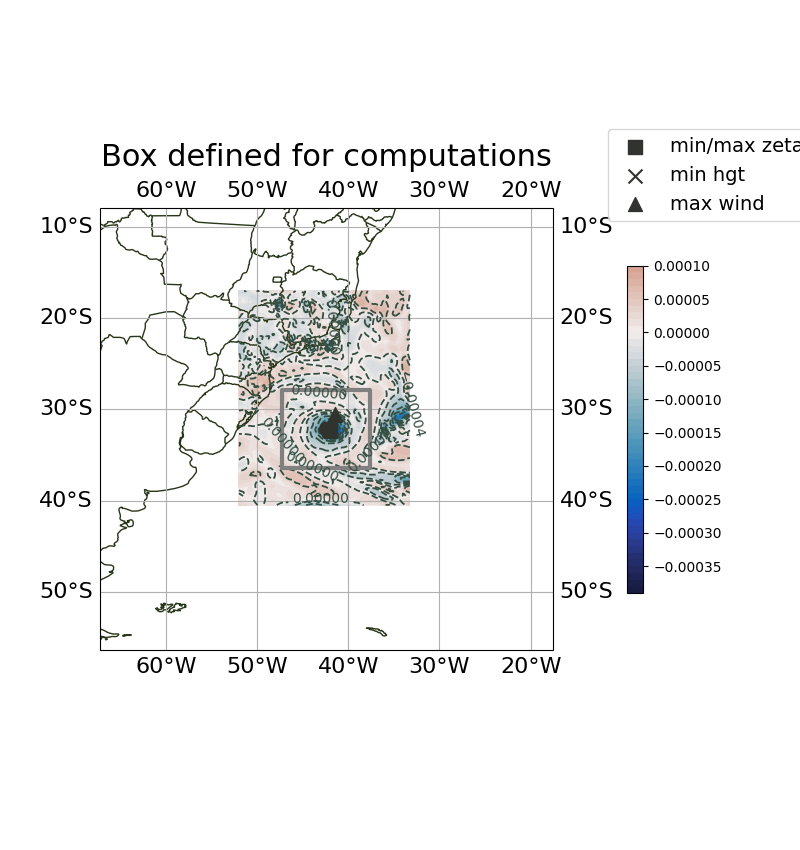 Box defined for computations
min/max zeta
min hgt
max wind
60°W 50°W 40°W 30°W 20°W
10°S 10°S
20°S 20°S
30°S 30°S
40°S 40°S
50°S 50°S
60°W 50°W 40°W 30°W 20°W
0.00010
0.00005
0.00000
−0.00005
−0.00010
−0.00015
−0.00020
−0.00025
−0.00030
−0.00035
0.00000
0.00004
0.00000